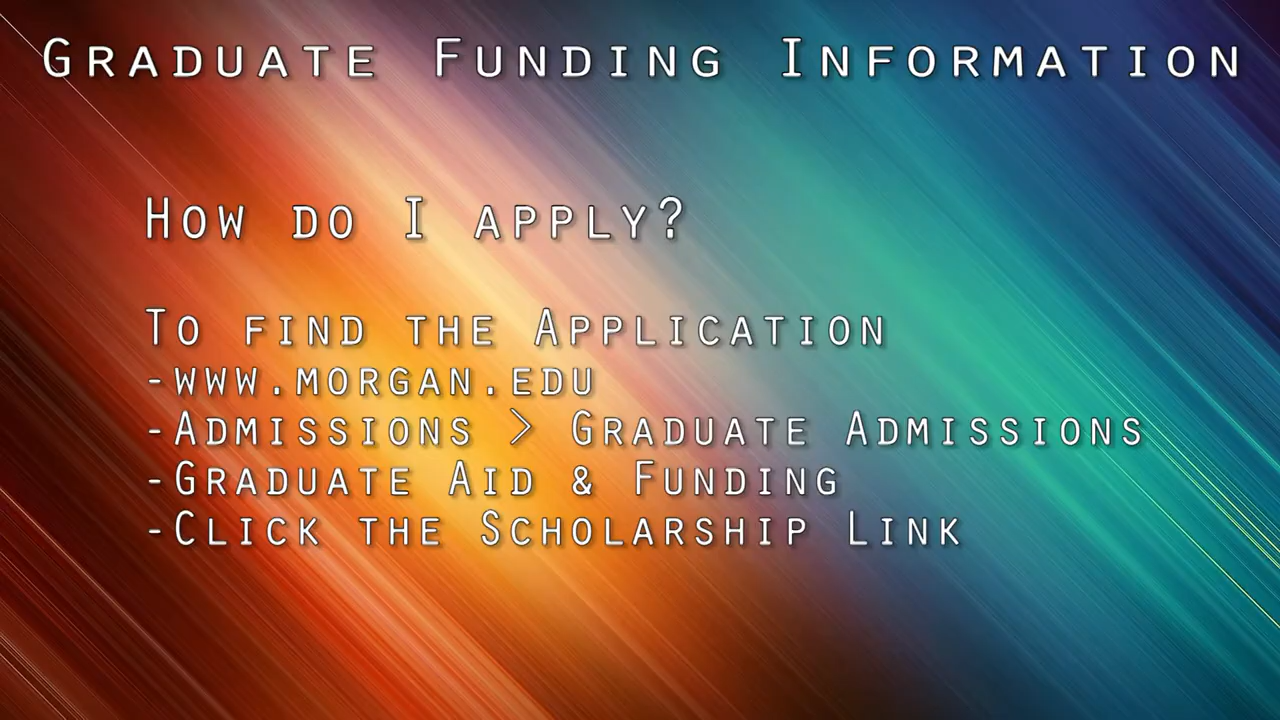 Graduate Funding Information
How do I apply?
To find the Application
-www.morgan.edu
-Admissions > Graduate Admissions
-Graduate Aid & Funding
-Click the Scholarship Link